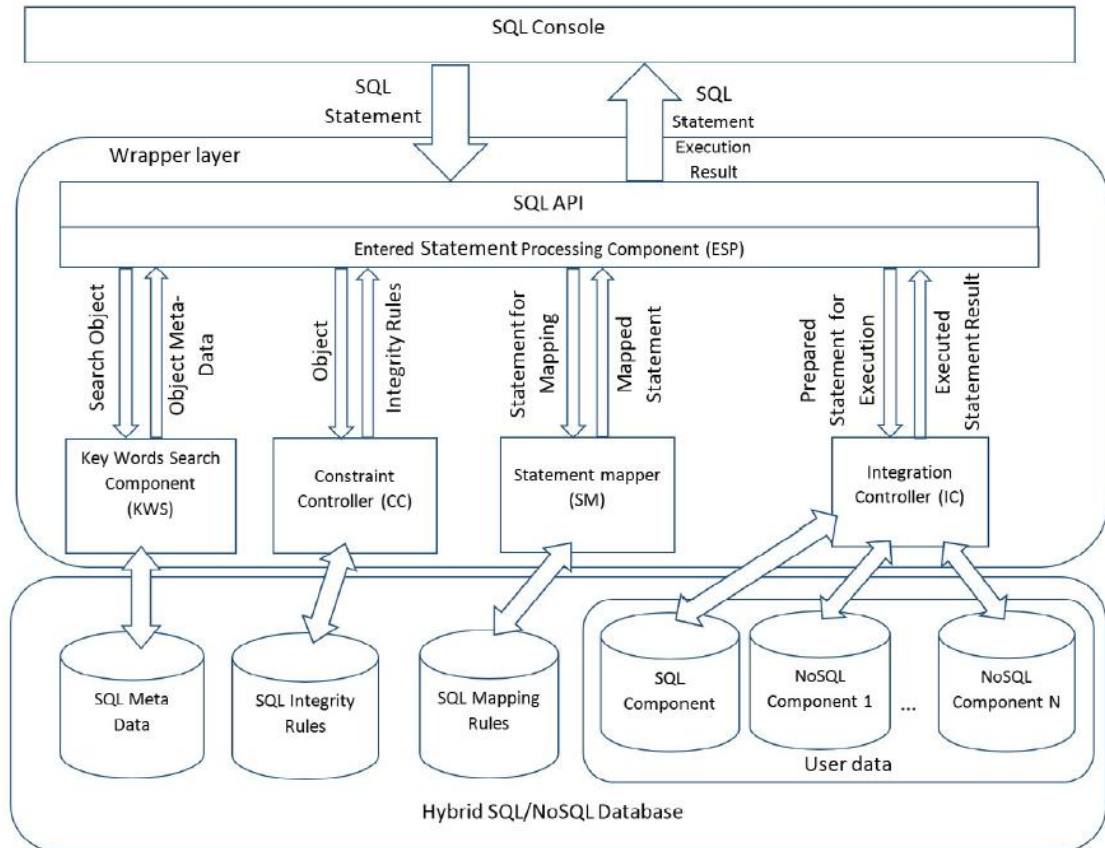 SQL Console
SQL
Statement
SQL
Statement
Execution
Result
Wrapper layer
SQL API
Entered Statement Processing Component (ESP)
Search Object
Object Meta-
Data
Object
Integrity Rules
Statement for
Mapping
Mapped
Statement
Prepared
Statement for
Execution
Executed
Statement Result
Key Words Search
Component
(KWS)
Constraint
Controller (CC)
Statement mapper
(SM)
Integration
Controller (IC)
SQL Meta
Data
SQL Integrity
Rules
SQL Mapping
Rules
SQL
Component
NoSQL
Component 1
...
NoSQL
Component N
User data
Hybrid SQL/NoSQL Database